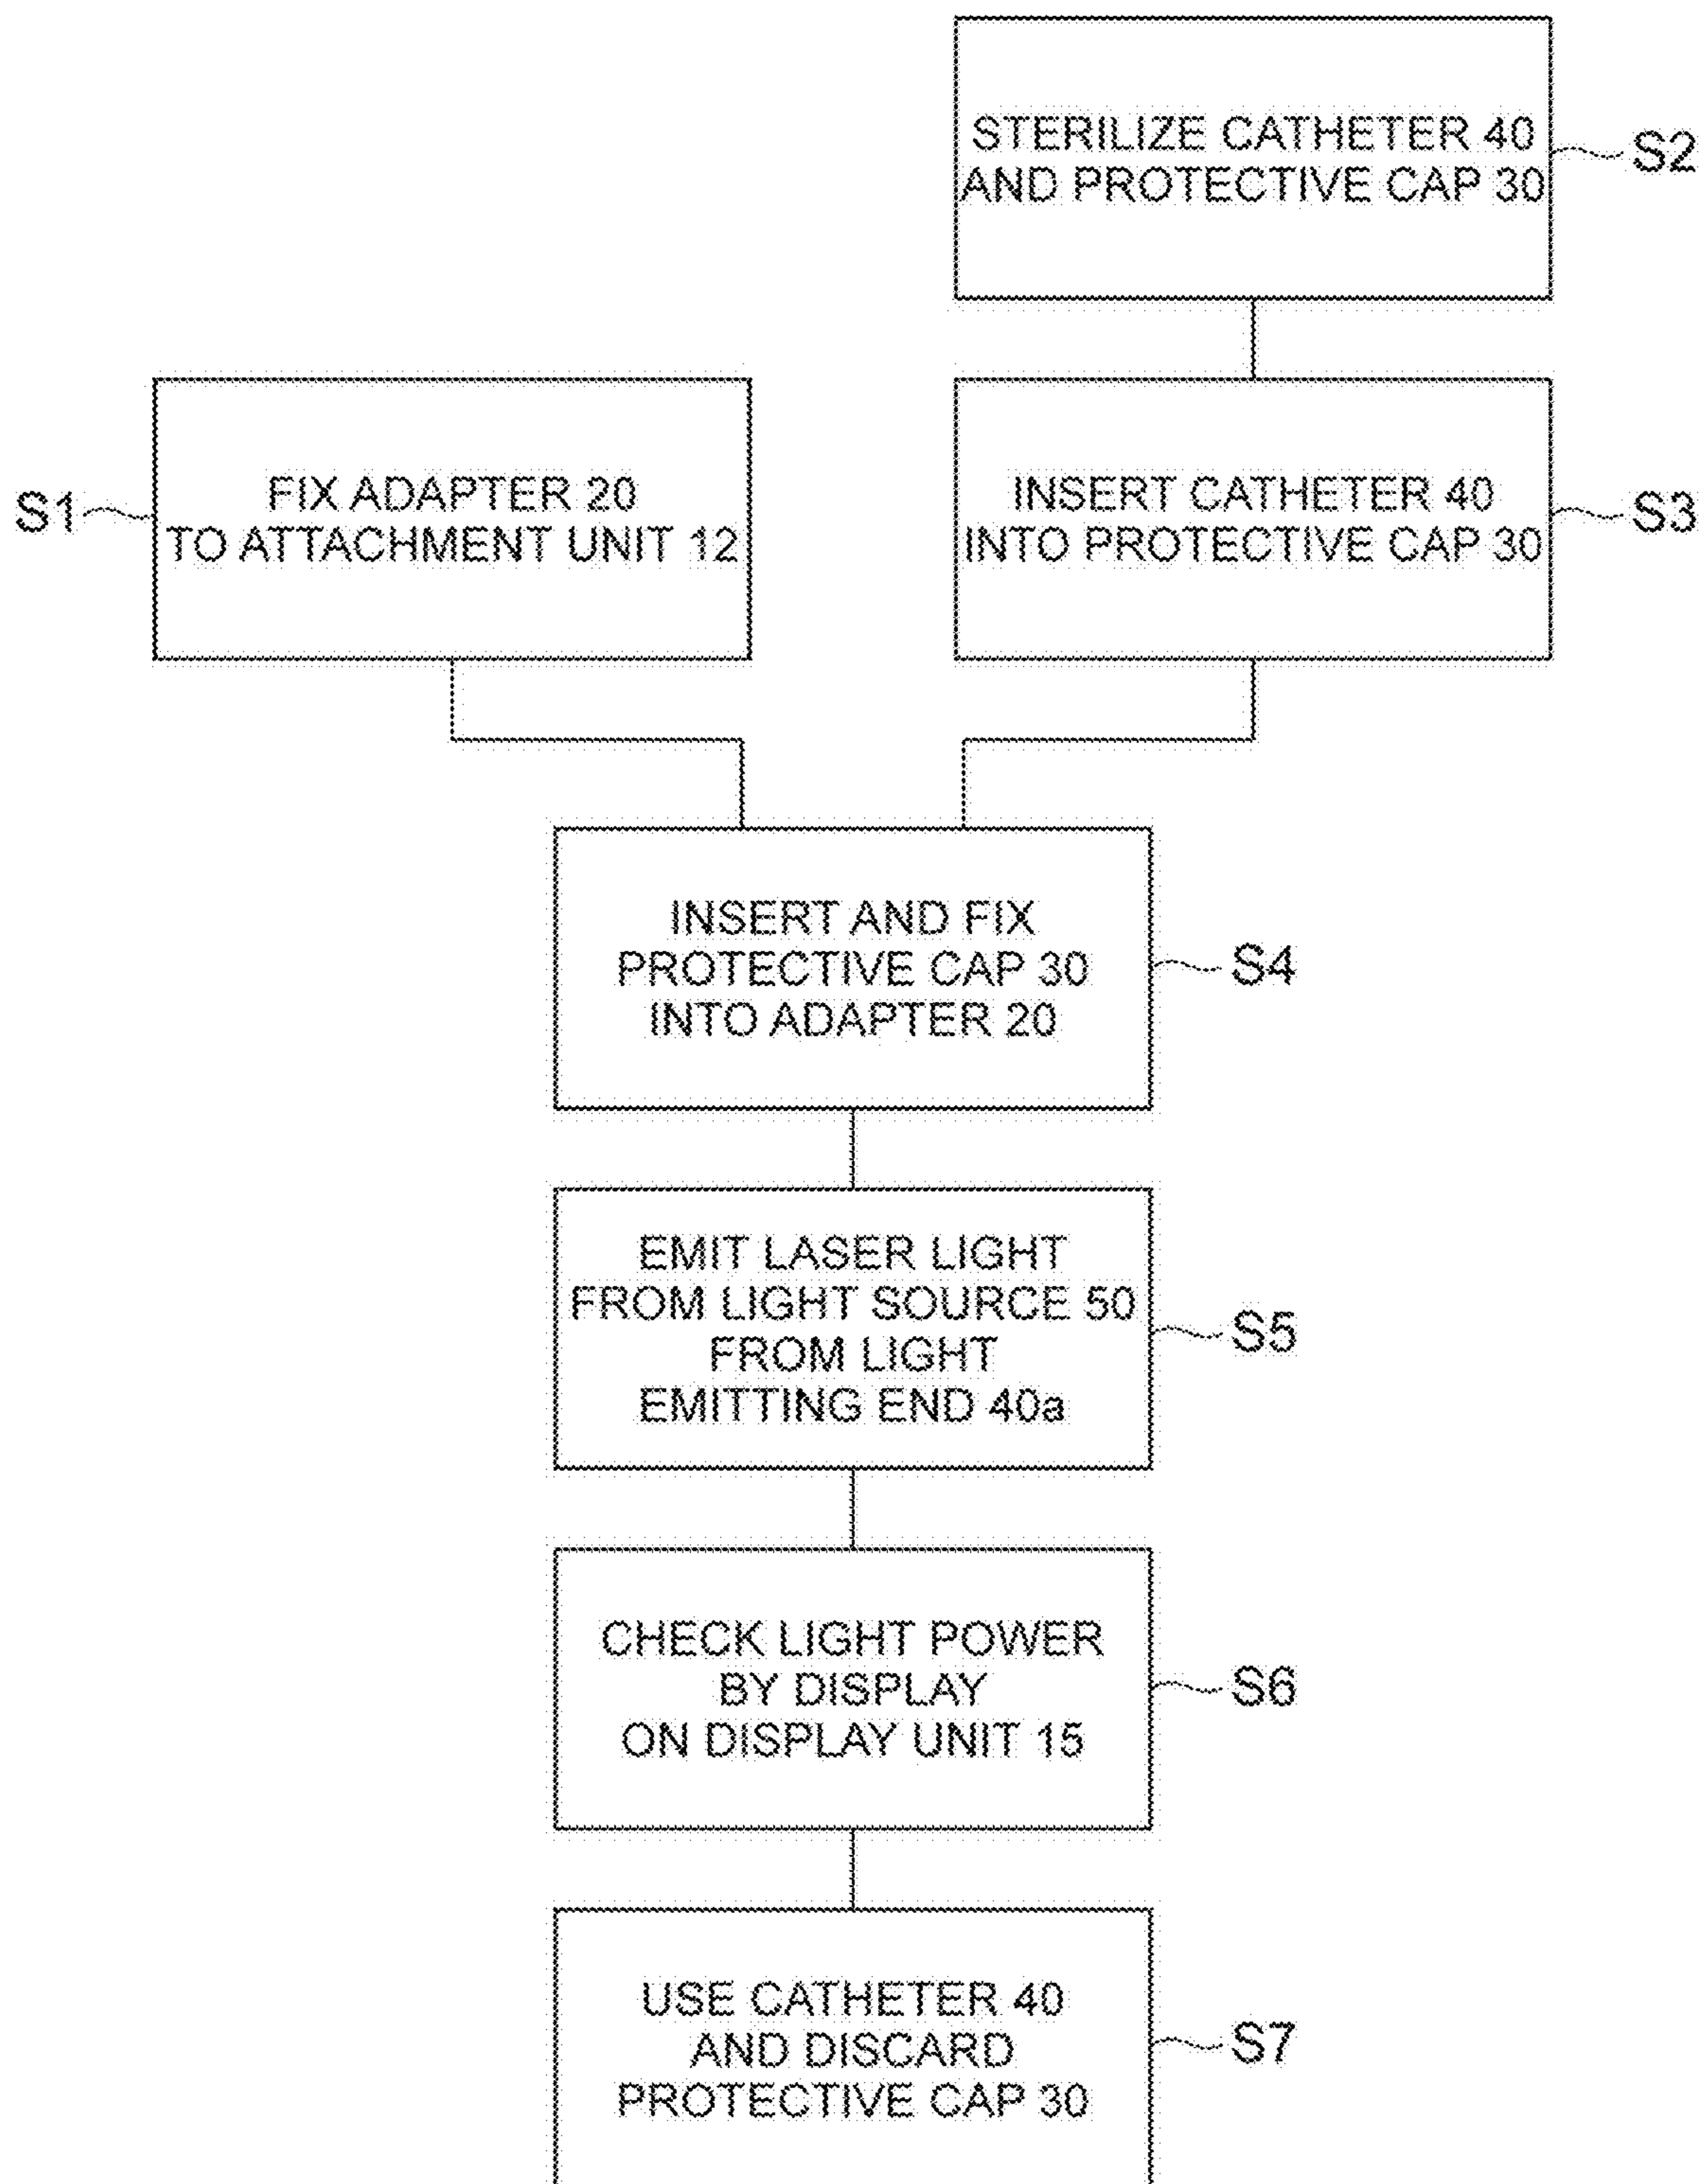 STERILIZE CATHETER 40
AND PROTECTIVE CAP 30
S2
FIX ADAPTER 20
TO ATTACHMENT UNIT 12
S1
INSERT CATHETER 40
INTO PROTECTIVE CAP 30
S3
INSERT AND FIX
PROTECTIVE CAP 30
INTO ADAPTER 20
S4
EMIT LASER LIGHT
FROM LIGHT SOURCE 50
FROM LIGHT
EMITTING END 40a
S5
CHECK LIGHT POWER
BY DISPLAY
ON DISPLAY UNIT 15
S6
USE CATHETER 40
AND DISCARD
PROTECTIVE CAP 30
S7